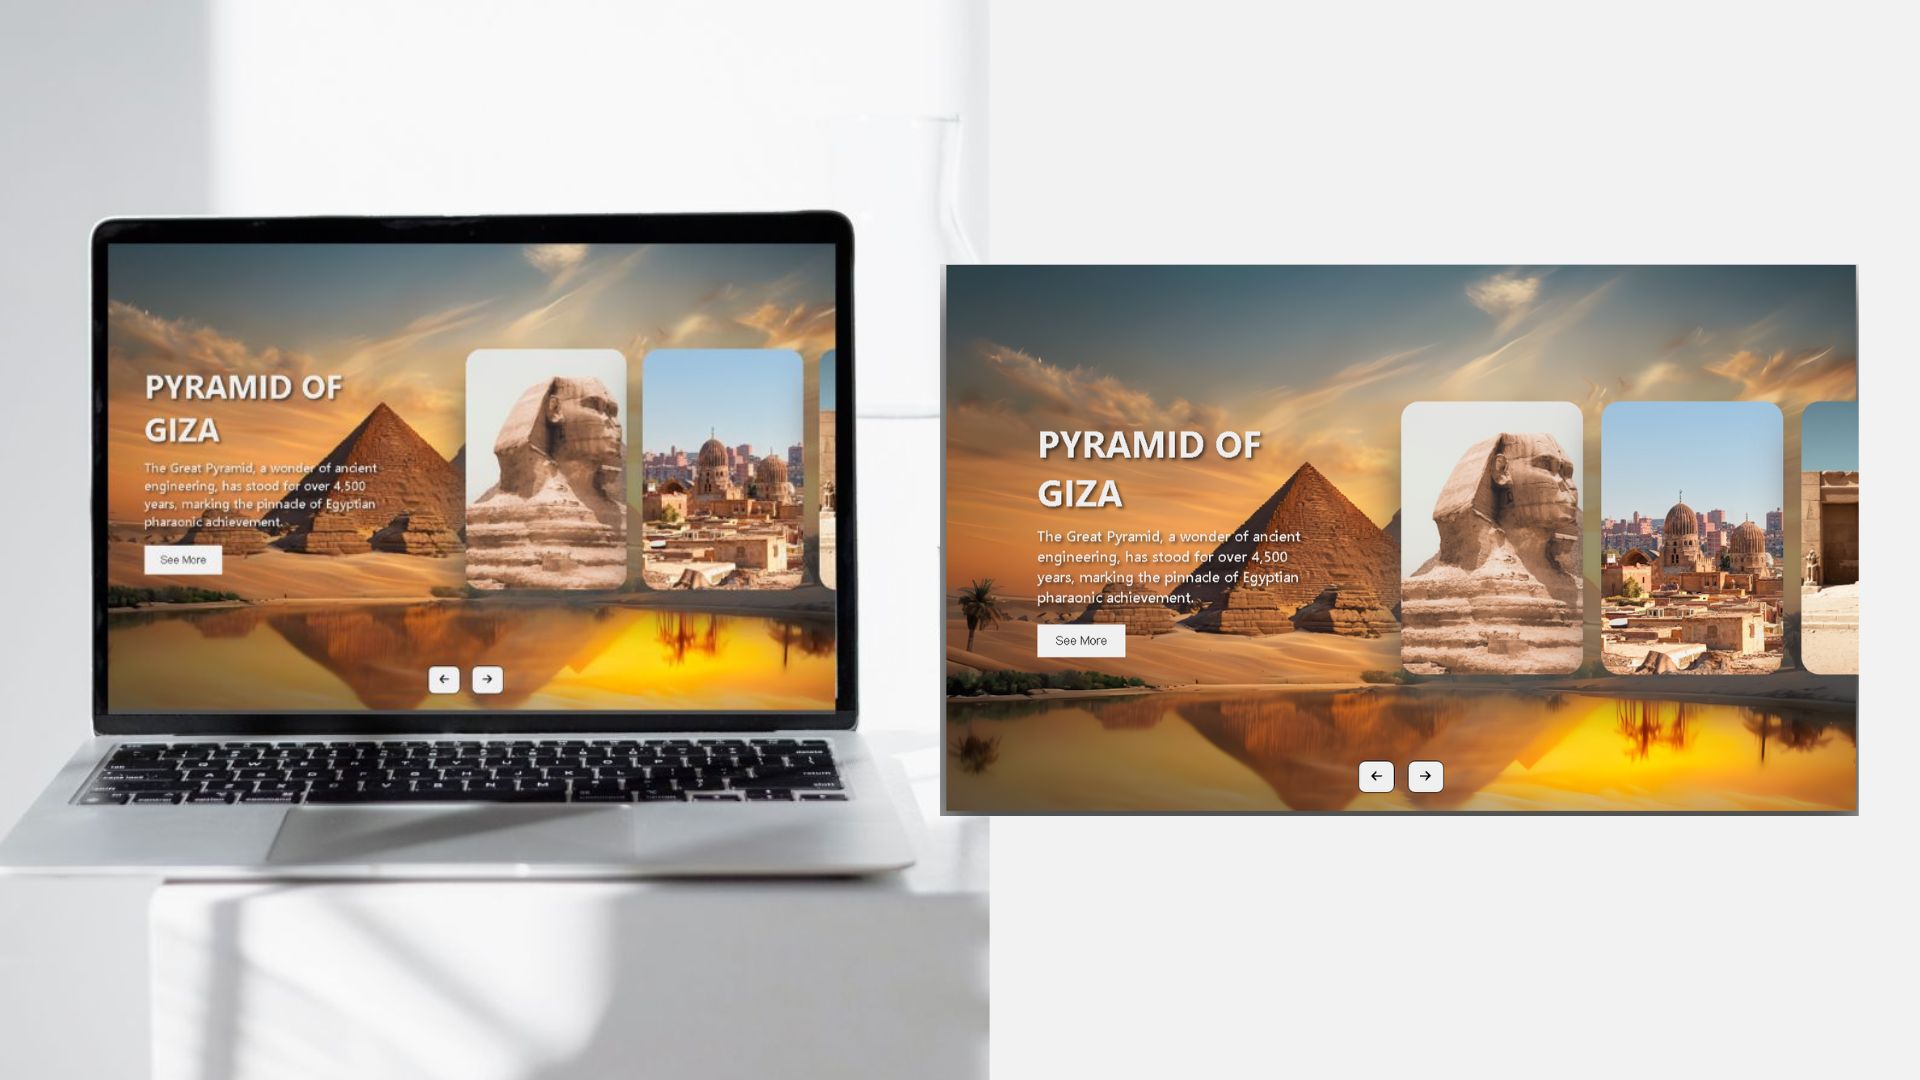 PYRAMID OF
GIZA
The Great Pyramid, a wonder of ancient
engineering, has stood for over 4,500
years, marking the pinnacle of Egyptian
pharaonic achievement.
See More
PYRAMID OF
GIZA
The Great Pyramid, a wonder of ancient
engineering, has stood for over 4,500
years, marking the pinnacle of Egyptian
pharaonic achievement.
See More